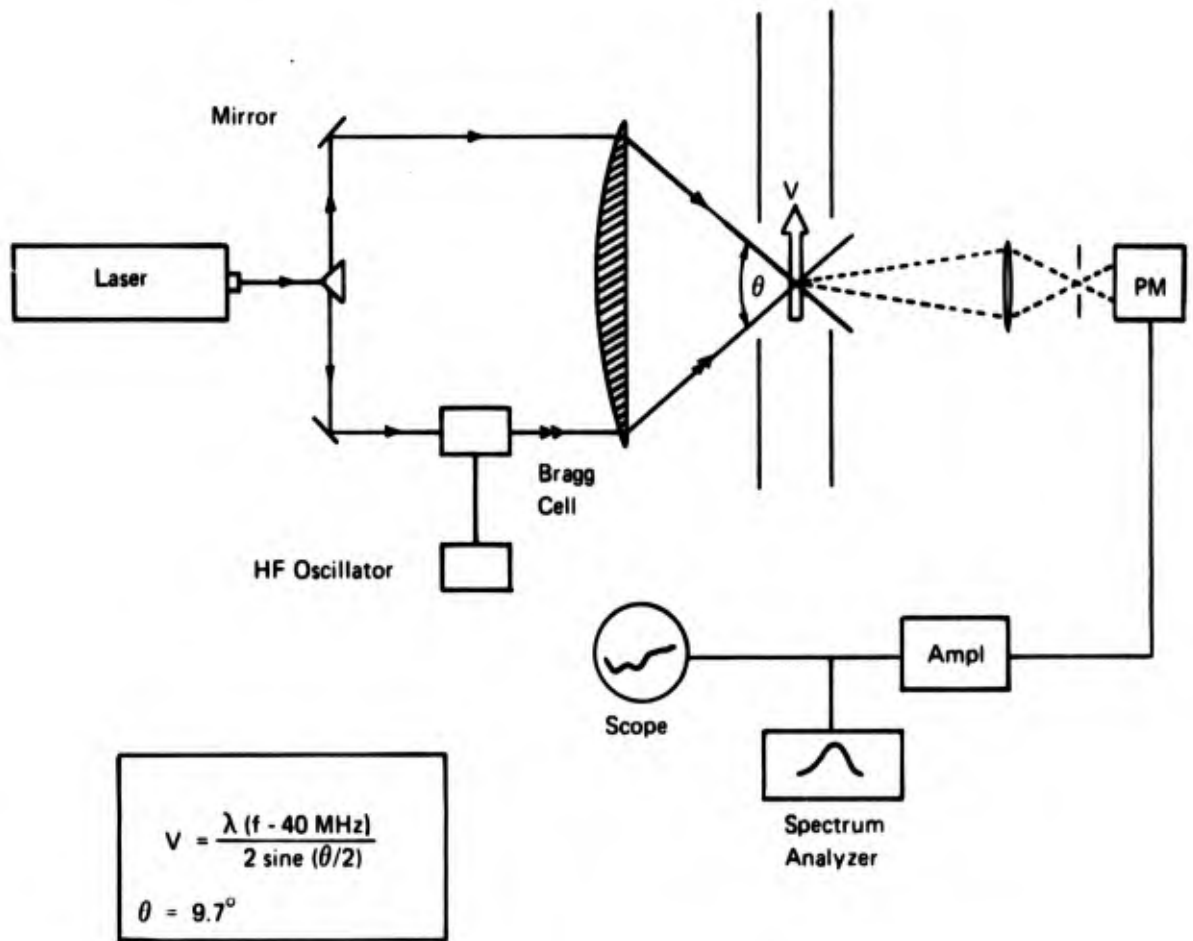 Mirror
Laser
V
θ
PM
Bragg
Cell
HF Oscillator
Ampl
Scope
Spectrum
Analyzer
V = λ (f - 40 MHz) / 2 sine (θ/2)
θ = 9.7°